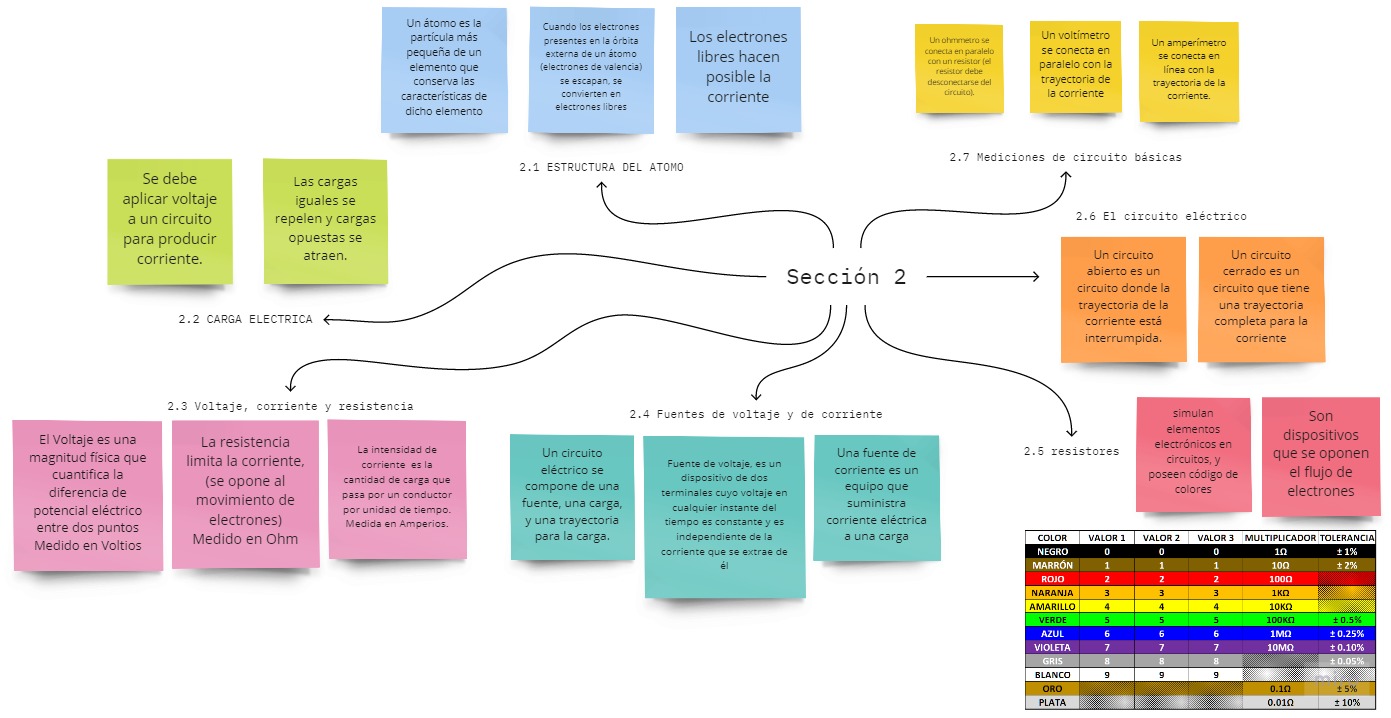 Un átomo es la
partícula más
pequeña de un
elemento que
conserva las
características de
dicho elemento
Cuando los electrones
presentes en la órbita
externa de un átomo
(electrones de valencia)
se escapan, se
convierten en
electrones libres
Los electrones
libres hacen
posible la
corriente
2.1 ESTRUCTURA DEL ATOMO
Un ohmmetro se
conecta en paralelo
con un resistor (el
resistor debe
desconectarse del
circuito).
Un voltímetro
se conecta en
paralelo con la
trayectoria de
la corriente
Un amperímetro
se conecta en
línea con la
trayectoria de la
corriente.
2.7 Mediciones de circuito básicas
Se debe
aplicar voltaje
a un circuito
para producir
corriente.
Las cargas
iguales se
repelen y cargas
opuestas se
atraen.
2.2 CARGA ELECTRICA
Sección 2
2.6 El circuito eléctrico
Un circuito
abierto es un
circuito donde la
trayectoria de la
corriente está
interrumpida.
Un circuito
cerrado es un
circuito que tiene
una trayectoria
completa para la
corriente
2.3 Voltaje, corriente y resistencia
El Voltaje es una
magnitud física que
cuantifica la
diferencia de
potencial eléctrico
entre dos puntos
Medido en Voltios
La resistencia
limita la corriente,
(se opone al
movimiento de
electrones)
Medido en Ohm
La intensidad de
corriente es la
cantidad de carga que
pasa por un conductor
por unidad de tiempo.
Medida en Amperios.
2.4 Fuentes de voltaje y de corriente
Un circuito
eléctrico se
compone de una
fuente, una carga,
y una trayectoria
para la carga.
Fuente de voltaje, es un
dispositivo de dos
terminales cuyo voltaje en
cualquier instante del
tiempo es constante y es
independiente de la
corriente que se extrae de
él
Una fuente de
corriente es un
equipo que
suministra
corriente eléctrica
a una carga
2.5 resistores
simulan
elementos
electrónicos en
circuitos, y
poseen código de
colores
Son
dispositivos
que se oponen
el flujo de
electrones
COLOR VALOR 1 VALOR 2 VALOR 3 MULTIPLICADOR TOLERANCIA
NEGRO 0 0 0 1Ω ± 1%
MARRÓN 1 1 1 10Ω ± 2%
ROJO 2 2 2 100Ω
NARANJA 3 3 3 1KΩ
AMARILLO 4 4 4 10KΩ
VERDE 5 5 5 100KΩ ± 0.5%
AZUL 6 6 6 1MΩ ± 0.25%
VIOLETA 7 7 7 10MΩ ± 0.10%
GRIS 8 8 8 ± 0.05%
BLANCO 9 9 9
ORO 0.1Ω ± 5%
PLATA 0.01Ω ± 10%